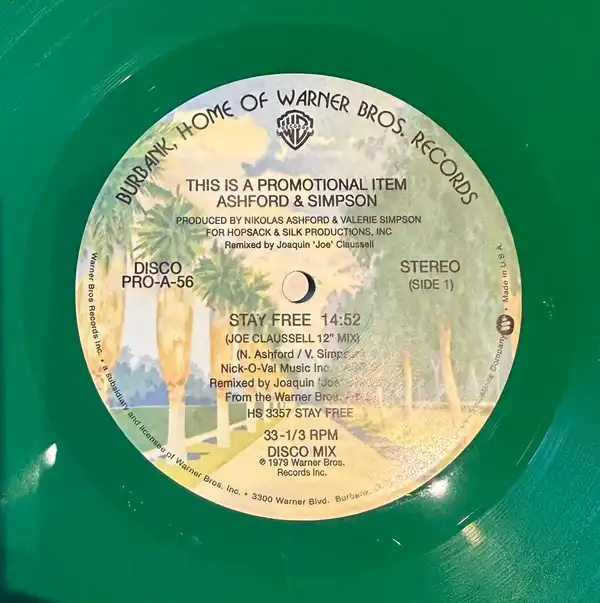 BURBANK, HOME OF WARNER BROS. RECORDS
RECORDS
THIS IS A PROMOTIONAL ITEM
ASHFORD & SIMPSON
PRODUCED BY NIKOLAS ASHFORD & VALERIE SIMPSON
FOR HOPSACK & SILK PRODUCTIONS, INC
Remixed by Joaquin 'Joe' Claussell
DISCO
PRO-A-56
STEREO
(SIDE 1)
STAY FREE 14:52
(JOE CLAUSSELL 12" MIX)
(N. Ashford / V.
Nick-O-Val Music Inc.
Remixed by Joaquin 'Joe'
From the Warner Bros.
HS 3357 STAY FREE
33-1/3 RPM
DISCO MIX
℗ 1979 Warner Bros.
Records Inc.
Warner Bros Records Inc. • a subsidiary and licensee of Warner Bros. Inc. • 3300 Warner Blvd. Burbank, Company • Made in U.S.A.